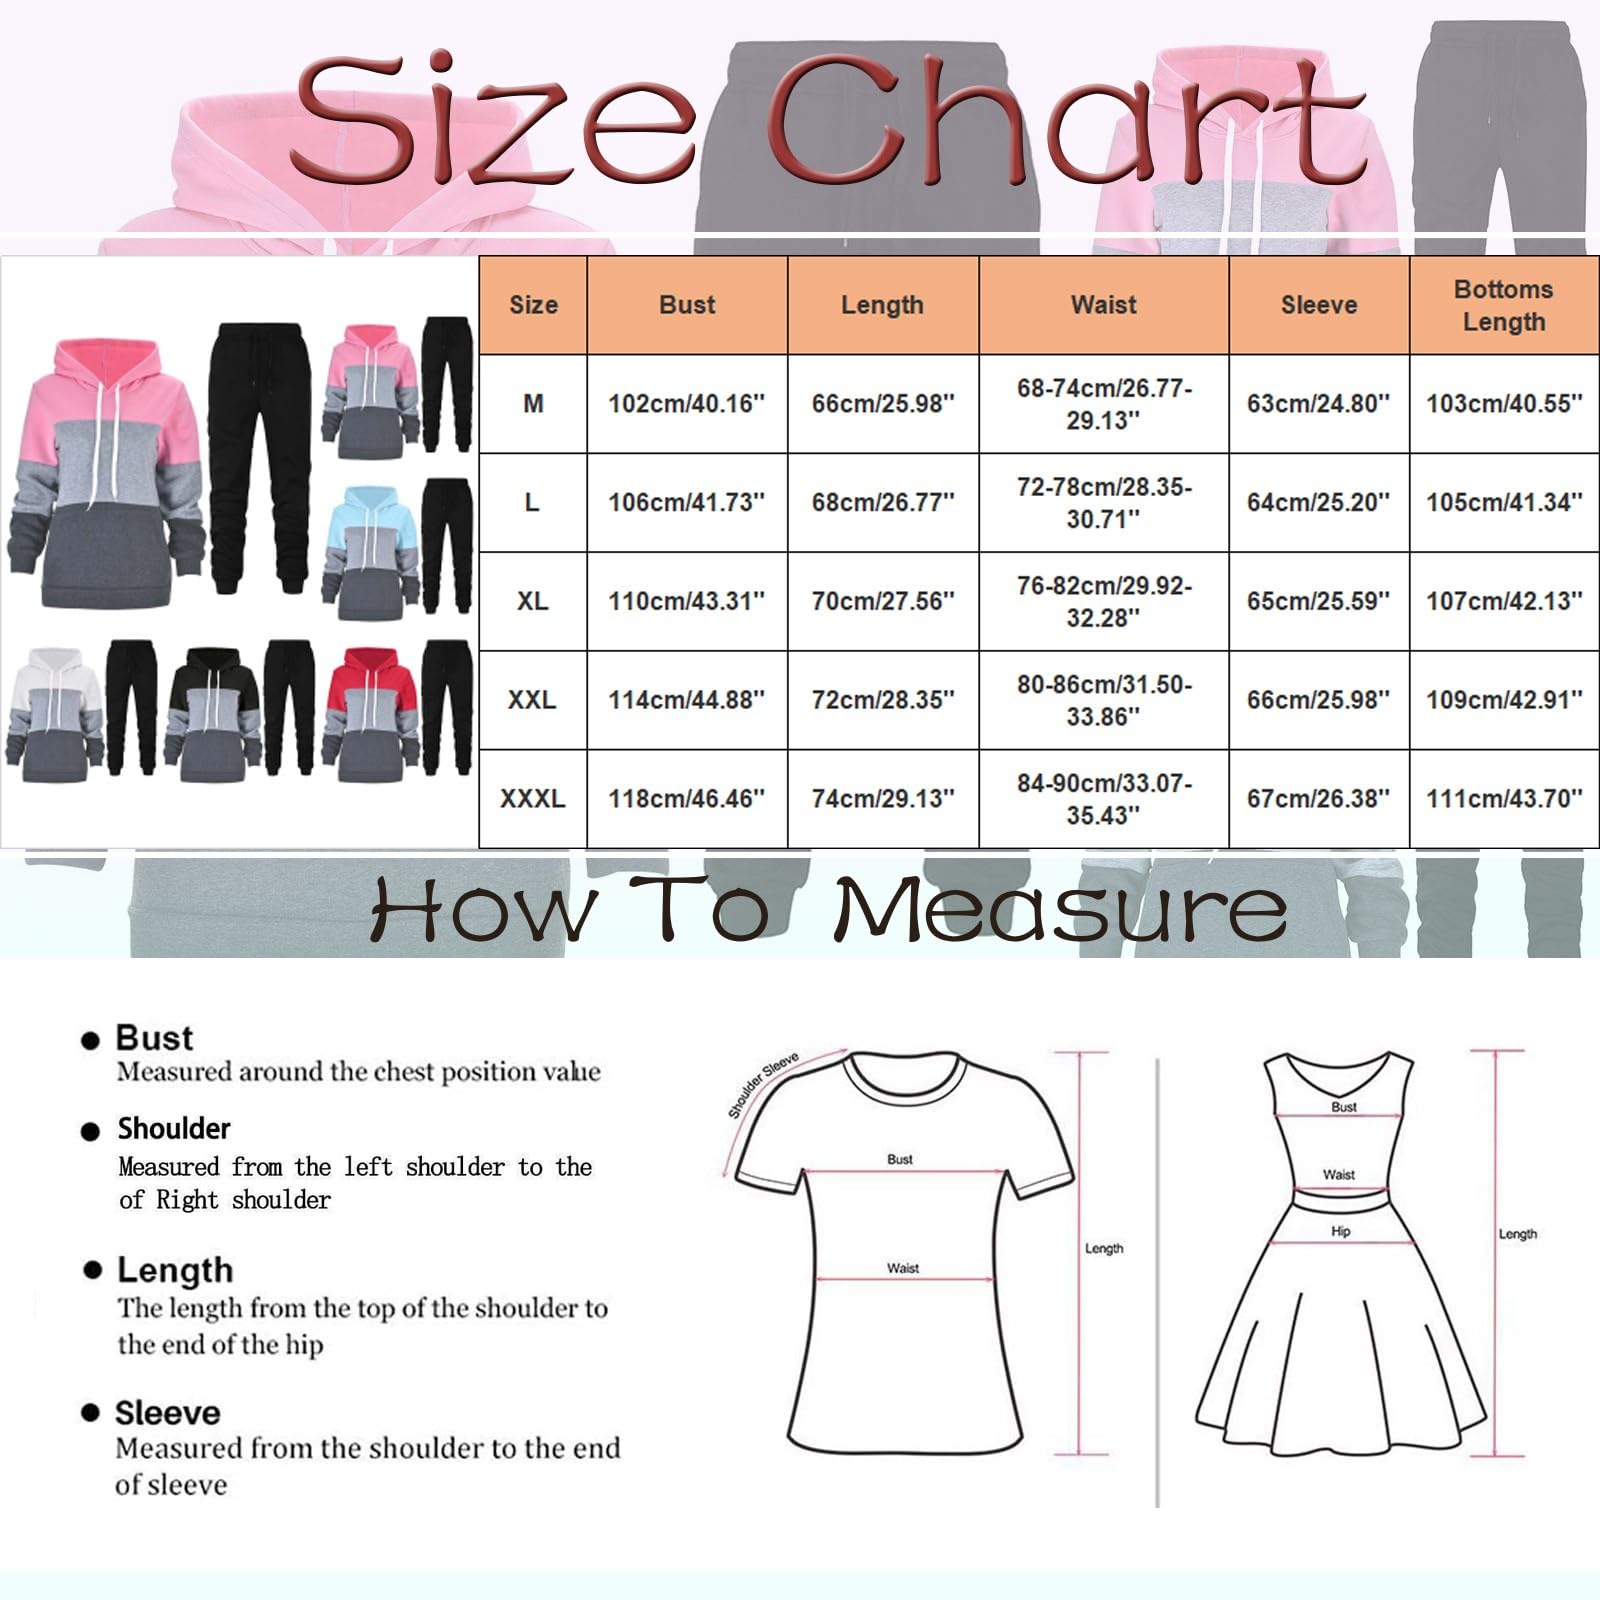 Size Chart
Size Bust Length Waist Sleeve Bottoms Length
M 102cm/40.16" 66cm/25.98" 68-74cm/26.77-29.13" 63cm/24.80" 103cm/40.55"
L 106cm/41.73" 68cm/26.77" 72-78cm/28.35-30.71" 64cm/25.20" 105cm/41.34"
XL 110cm/43.31" 70cm/27.56" 76-82cm/29.92-32.28" 65cm/25.59" 107cm/42.13"
XXL 114cm/44.88" 72cm/28.35" 80-86cm/31.50-33.86" 66cm/25.98" 109cm/42.91"
XXXL 118cm/46.46" 74cm/29.13" 84-90cm/33.07-35.43" 67cm/26.38" 111cm/43.70"
How To Measure
Bust
Measured around the chest position value
Shoulder
Measured from the left shoulder to the
of Right shoulder
Length
The length from the top of the shoulder to
the end of the hip
Sleeve
Measured from the shoulder to the end
of sleeve
Shoulder Sleeve
Bust
Waist
Length
Bust
Waist
Hip
Length